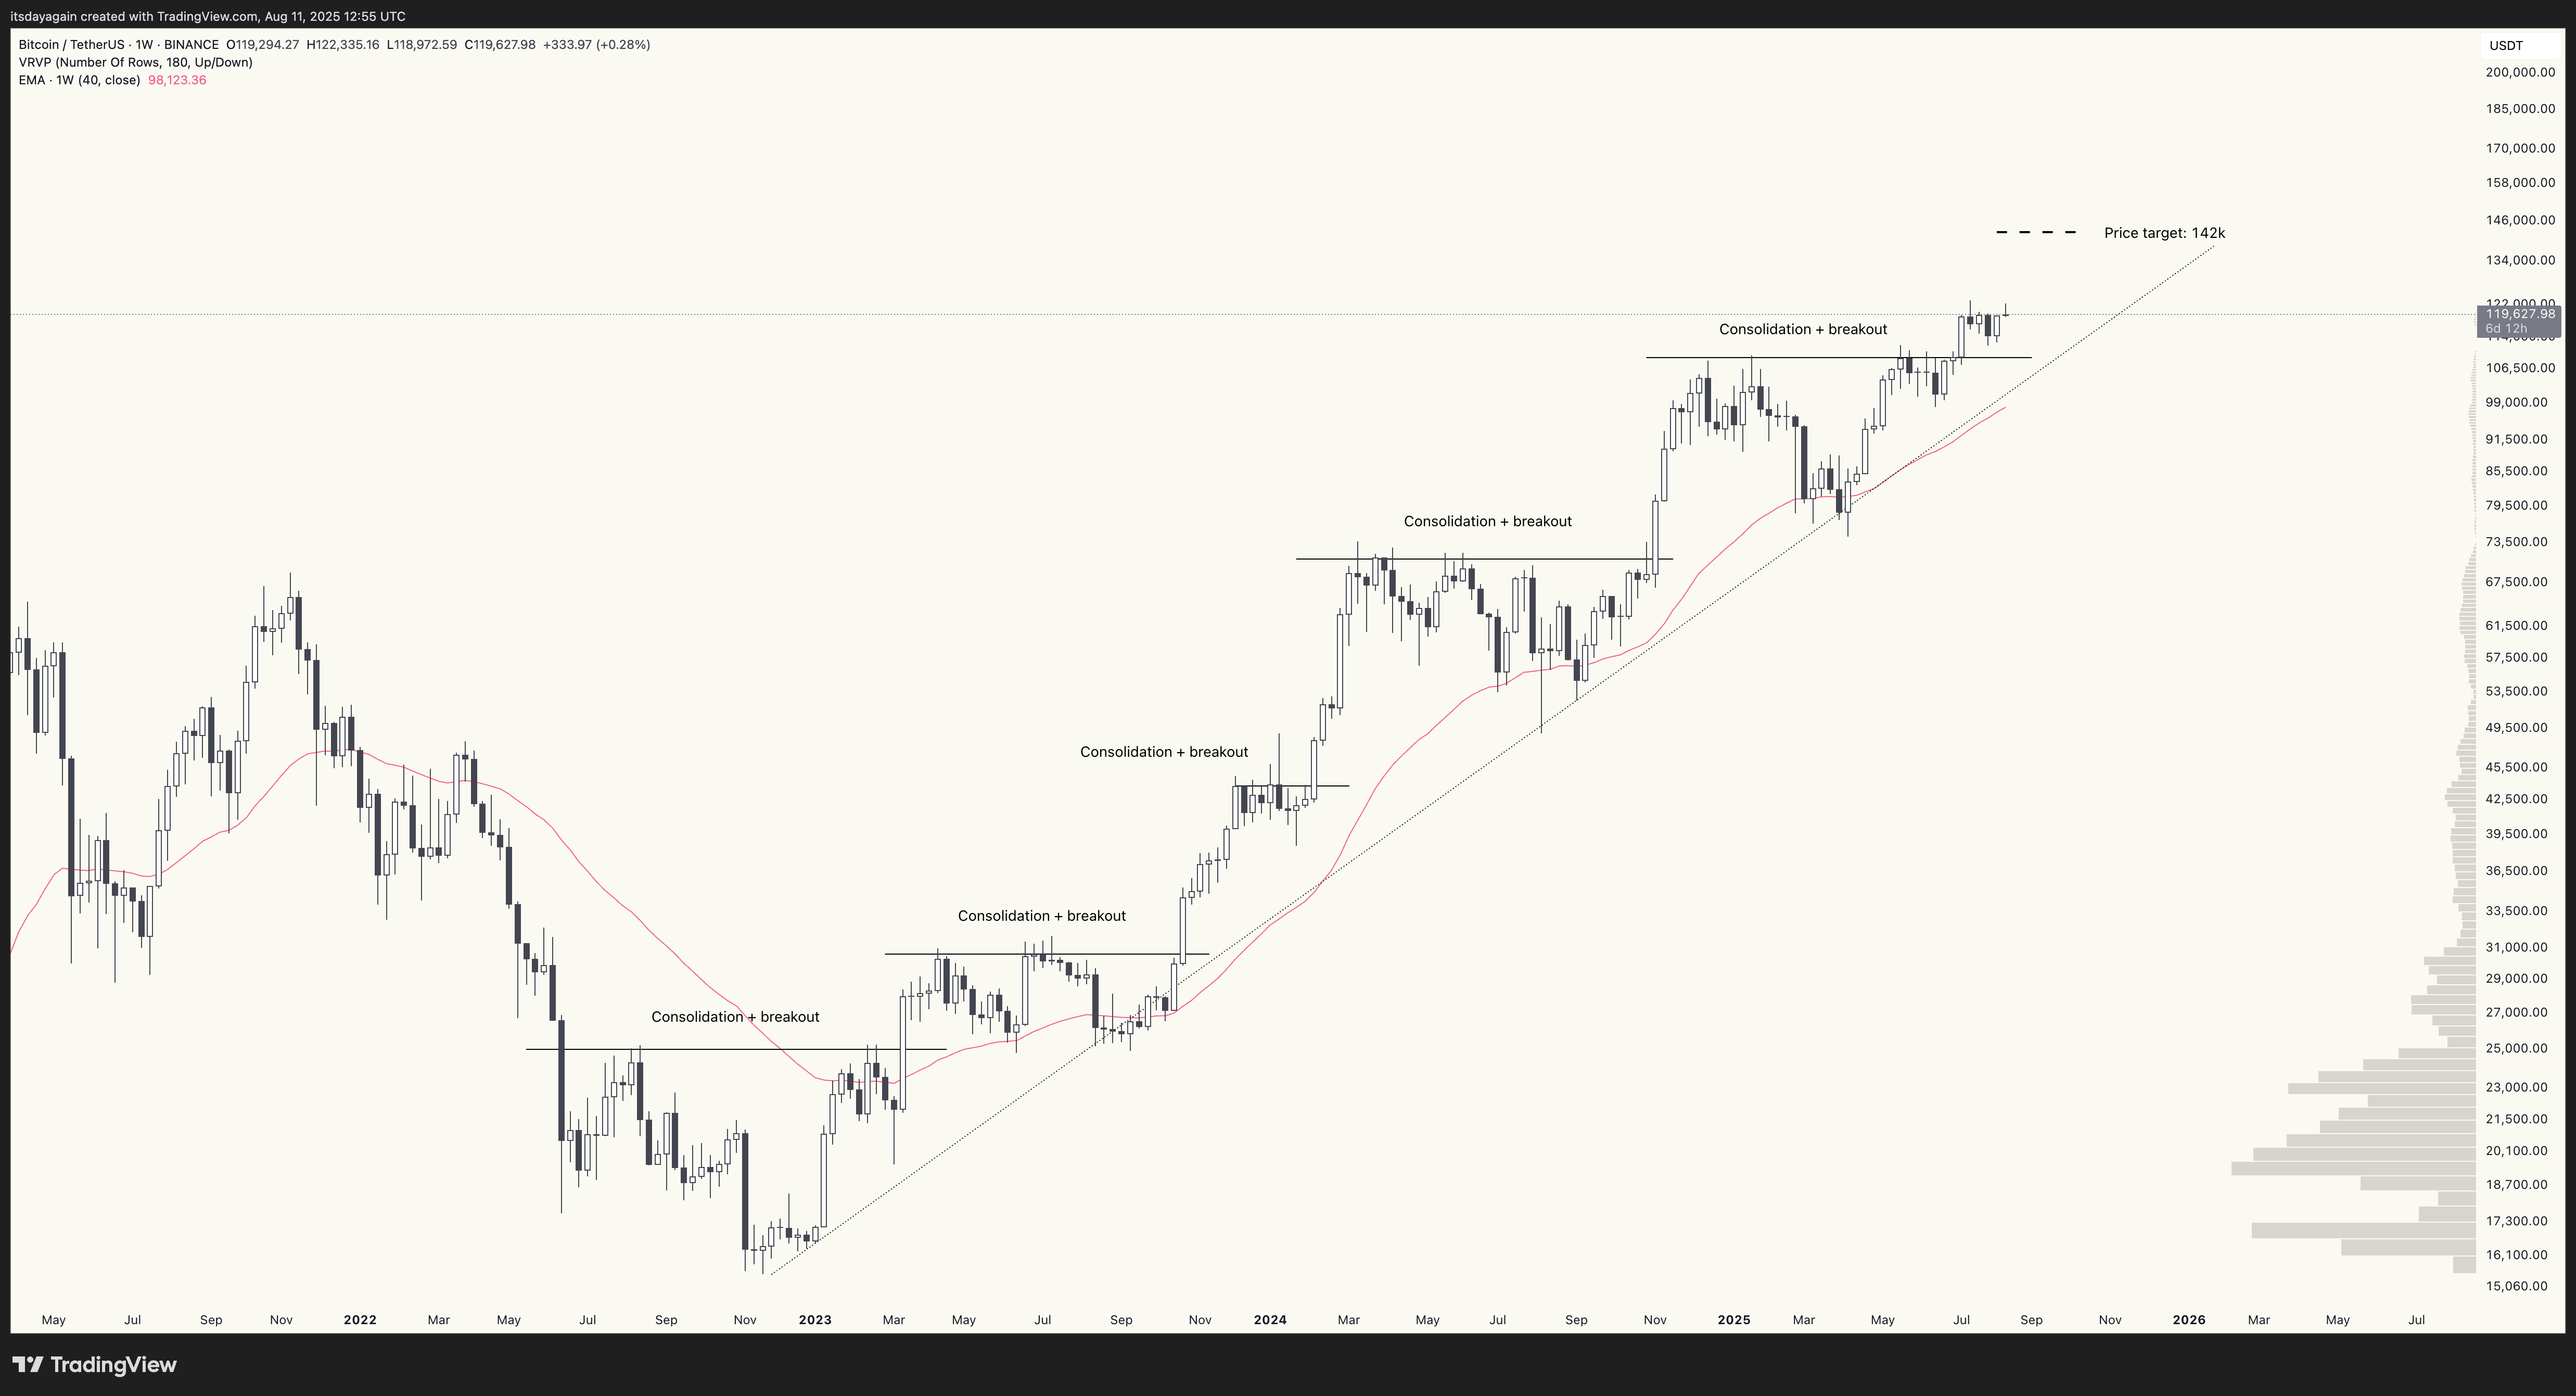 itsdayagain created with TradingView.com, Aug 11, 2025 12:55 UTC
Bitcoin / TetherUS · 1W · BINANCE O119,294.27 H122,335.16 L118,972.59 C119,627.98 +333.97 (+0.28%)
VRVP (Number Of Rows, 180, Up/Down)
EMA · 1W (40, close) 98,123.36
USDT
200,000.00
185,000.00
170,000.00
158,000.00
146,000.00
Price target: 142k
134,000.00
122,000.00
119,627.98
6d 12h
Consolidation + breakout
106,500.00
99,000.00
91,500.00
85,500.00
79,500.00
Consolidation + breakout
73,500.00
67,500.00
61,500.00
57,500.00
53,500.00
49,500.00
Consolidation + breakout
45,500.00
42,500.00
39,500.00
36,500.00
33,500.00
Consolidation + breakout
31,000.00
29,000.00
27,000.00
Consolidation + breakout
25,000.00
23,000.00
21,500.00
20,100.00
18,700.00
17,300.00
16,100.00
15,060.00
May Jul Sep Nov 2022 Mar May Jul Sep Nov 2023 Mar May Jul Sep Nov 2024 Mar May Jul Sep Nov 2025 Mar May Jul Sep Nov 2026 Mar May Jul
TradingView